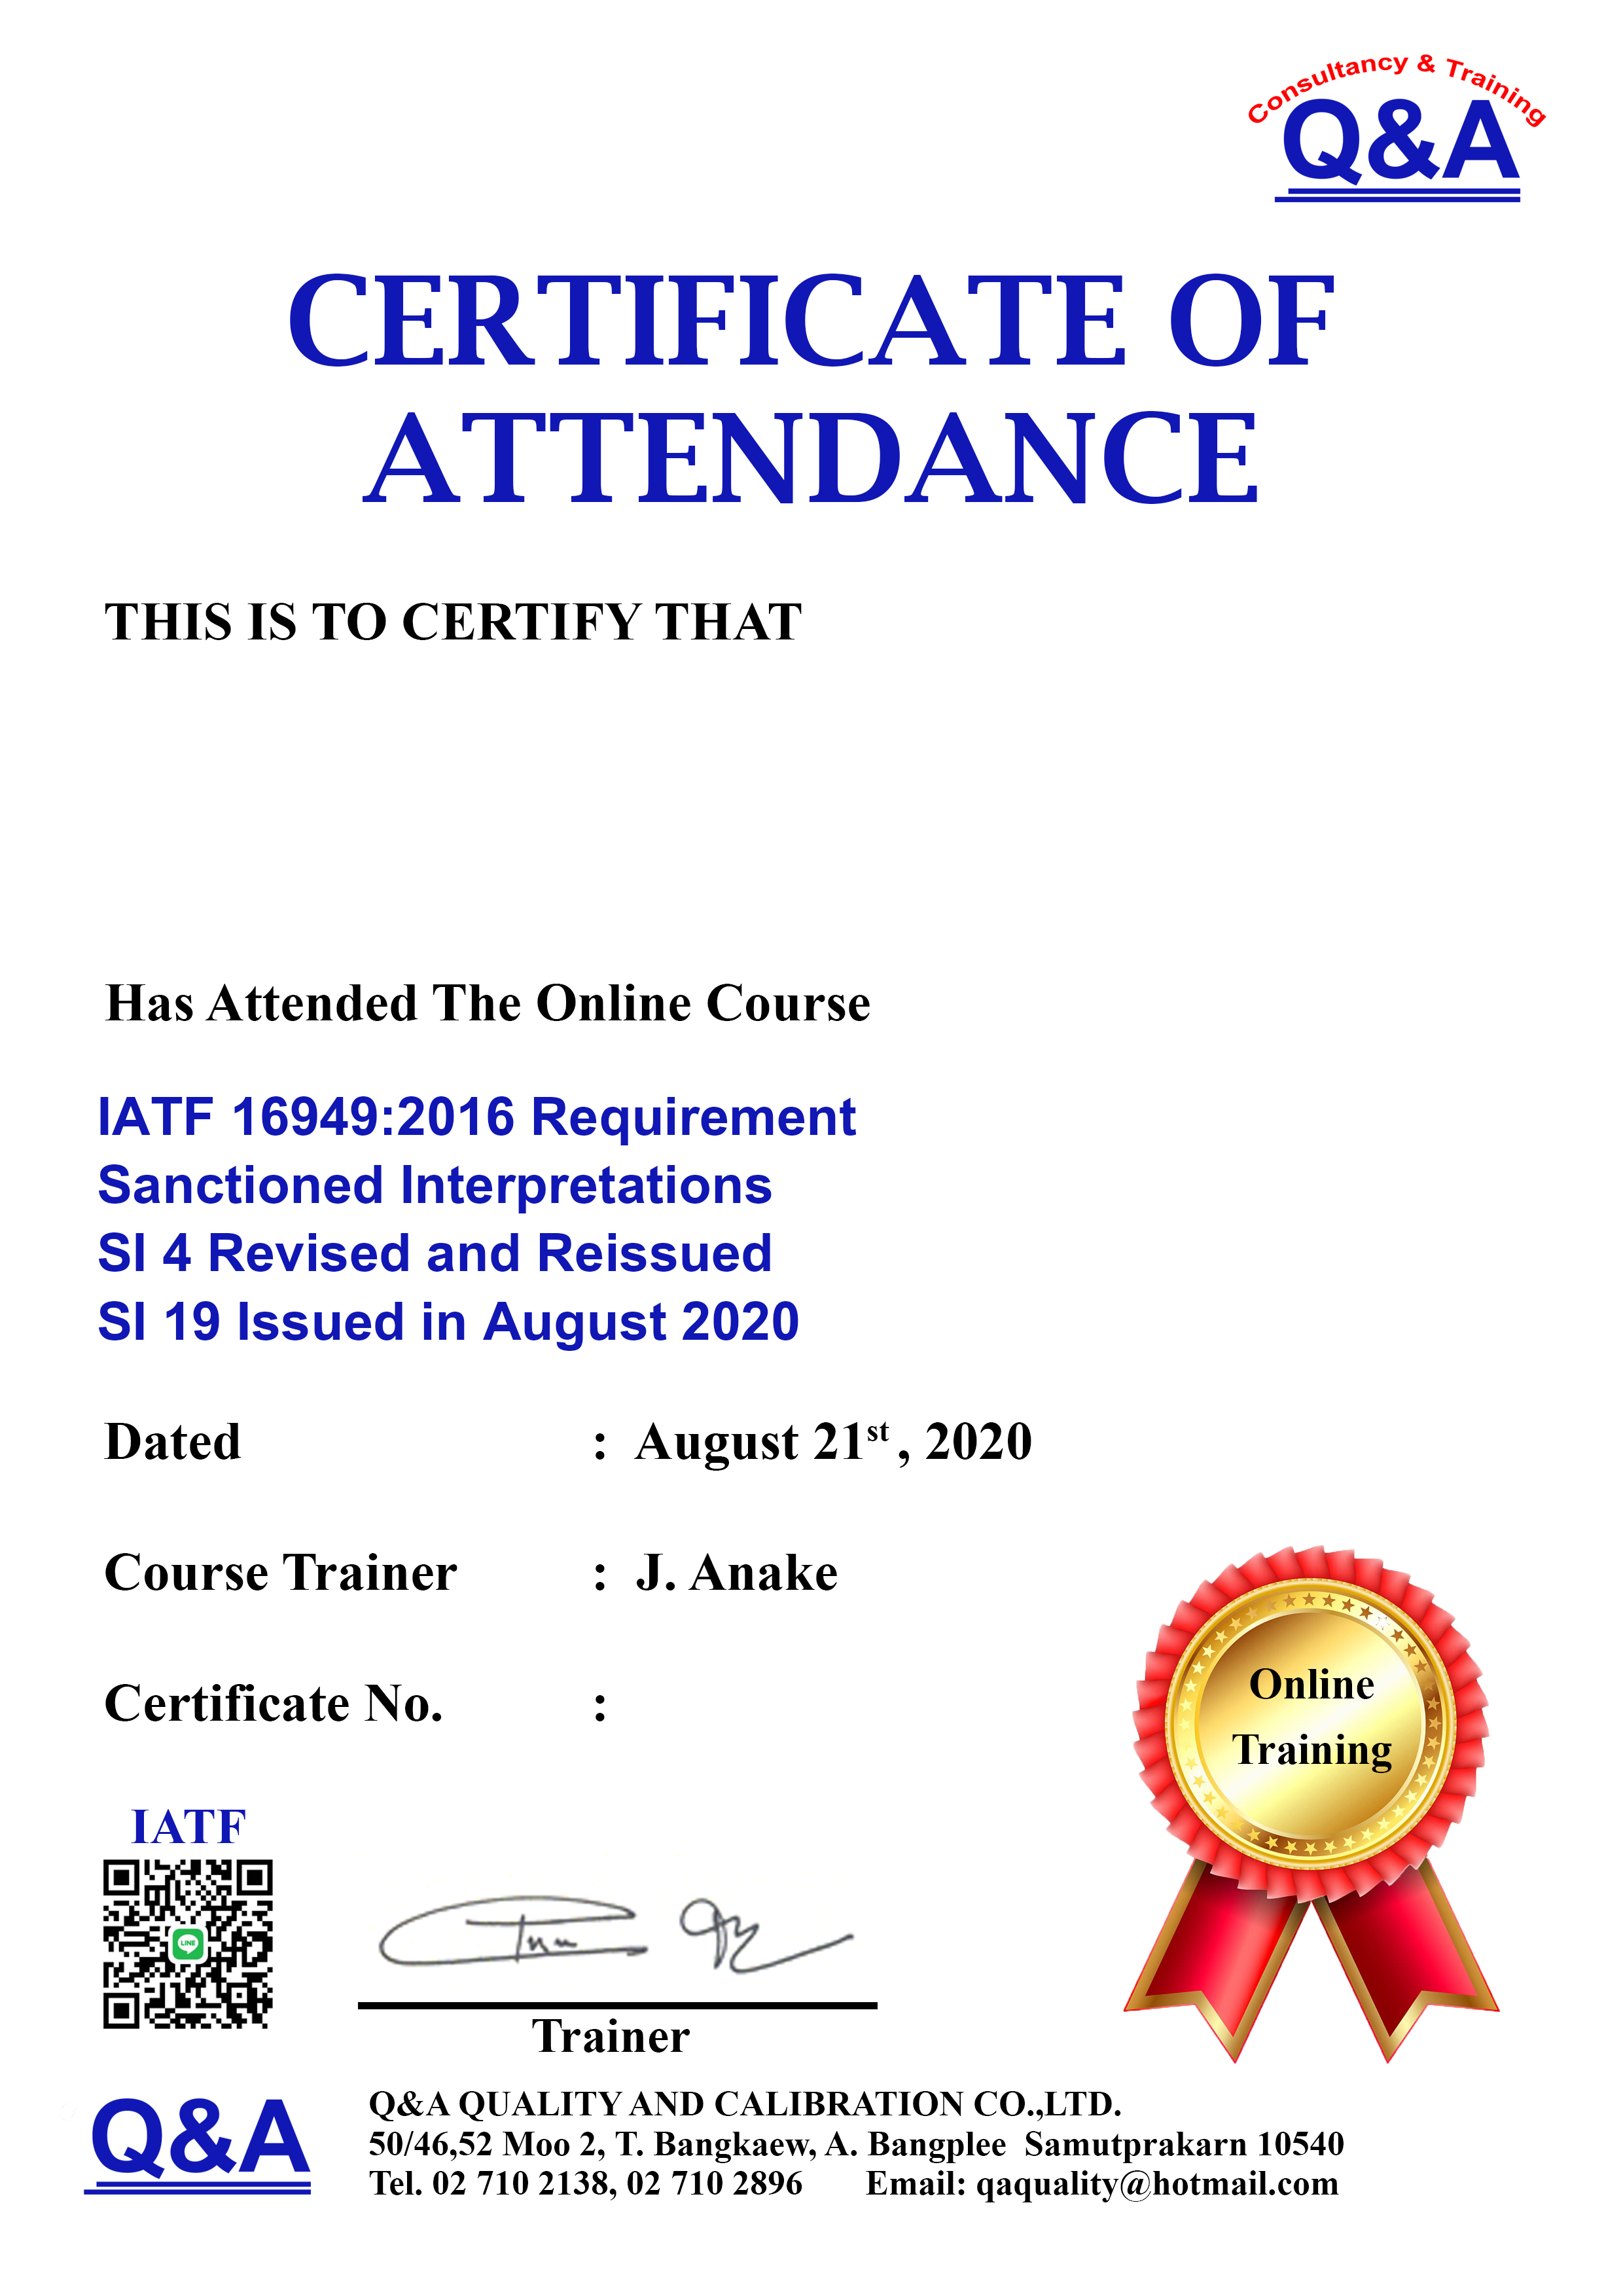 Consultancy & Training
Q&A
CERTIFICATE OF
ATTENDANCE
THIS IS TO CERTIFY THAT
Has Attended The Online Course
IATF 16949:2016 Requirement
Sanctioned Interpretations
SI 4 Revised and Reissued
SI 19 Issued in August 2020
Dated : August 21st , 2020
Course Trainer : J. Anake
Certificate No. :
Online
Training
IATF
LINE
Trainer
Q&A
Q&A QUALITY AND CALIBRATION CO.,LTD.
50/46,52 Moo 2, T. Bangkaew, A. Bangplee Samutprakarn 10540
Tel. 02 710 2138, 02 710 2896 Email: qaquality@hotmail.com